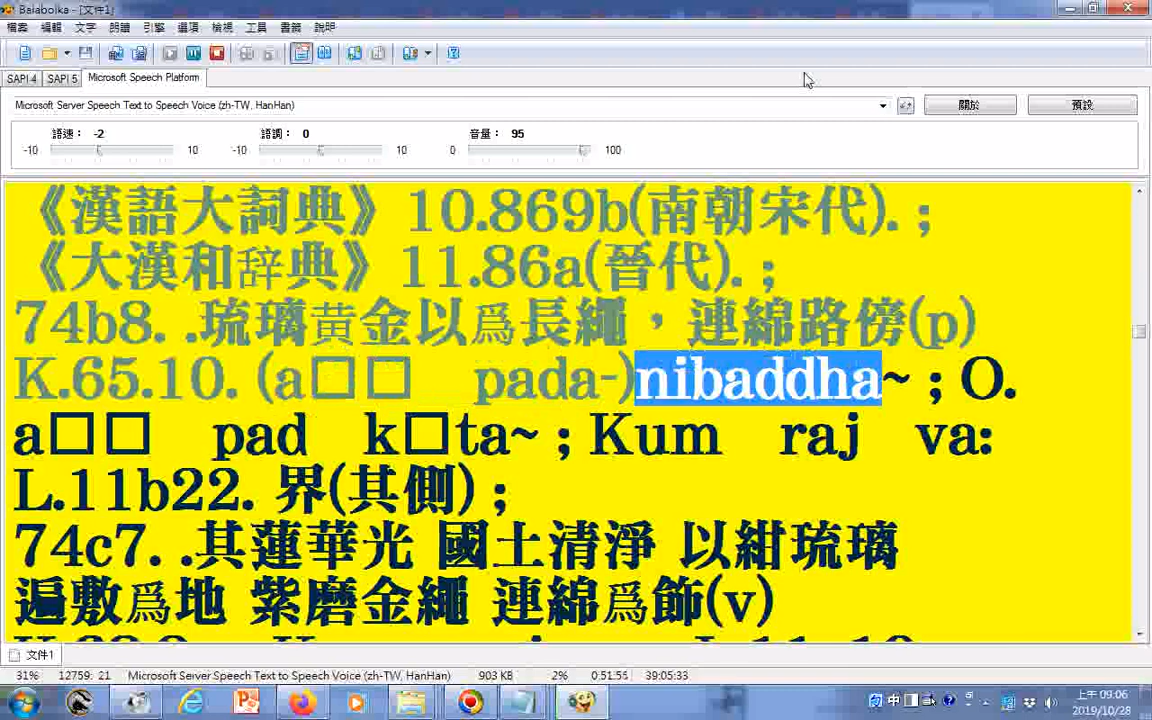 Balabolka - [文件1]
檔案 編輯 文字 朗讀 引擎 選項 檢視 工具 書籤 說明
SAPI 4 SAPI 5 Microsoft Speech Platform
Microsoft Server Speech Text to Speech Voice (zh-TW, HanHan) 關於 預設
語速： -2 語調： 0 音量： 95
-10 10 -10 10 0 100
《漢語大詞典》 10.869b(南朝宋代). ;
《大漢和辞典》 11.86a(晉代). ;
74b8. .琉璃黄金以爲長繩，連綿路傍(p)
K.65.10. (a□□ pada-)nibaddha~ ; O.
a□□ pad k□ta~ ; Kum raj va:
L.11b22. 界(其側) ;
74c7. .其蓮華光 國土清淨 以紺琉璃
遍敷爲地 紫磨金繩 連綿爲飾(v)
文件1
31% 12759: 21 Microsoft Server Speech Text to Speech Voice (zh-TW, HanHan) 903 KB 2% 0:51:55 39:05:33
中 上午 09:06
2019/10/28